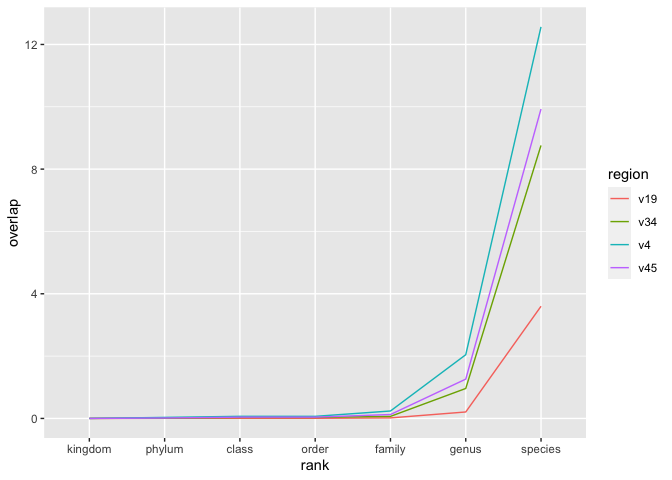 12
8
4
0
overlap
kingdom phylum class order family genus species
rank
region
v19
v34
v4
v45